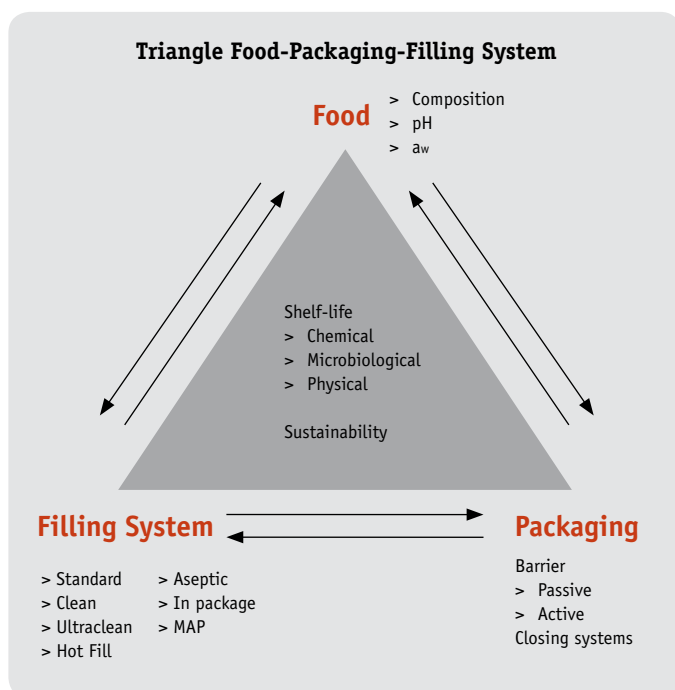 Triangle Food-Packaging-Filling System
Food
> Composition
> pH
> aw
Shelf-life
> Chemical
> Microbiological
> Physical
Sustainability
Filling System
> Standard
> Clean
> Ultraclean
> Hot Fill
> Aseptic
> In package
> MAP
Packaging
Barrier
> Passive
> Active
Closing systems